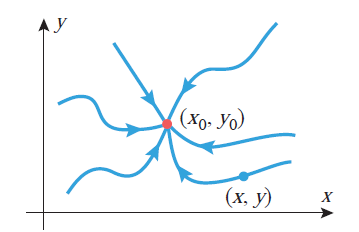 y
(x₀, y₀)
(x, y)
x